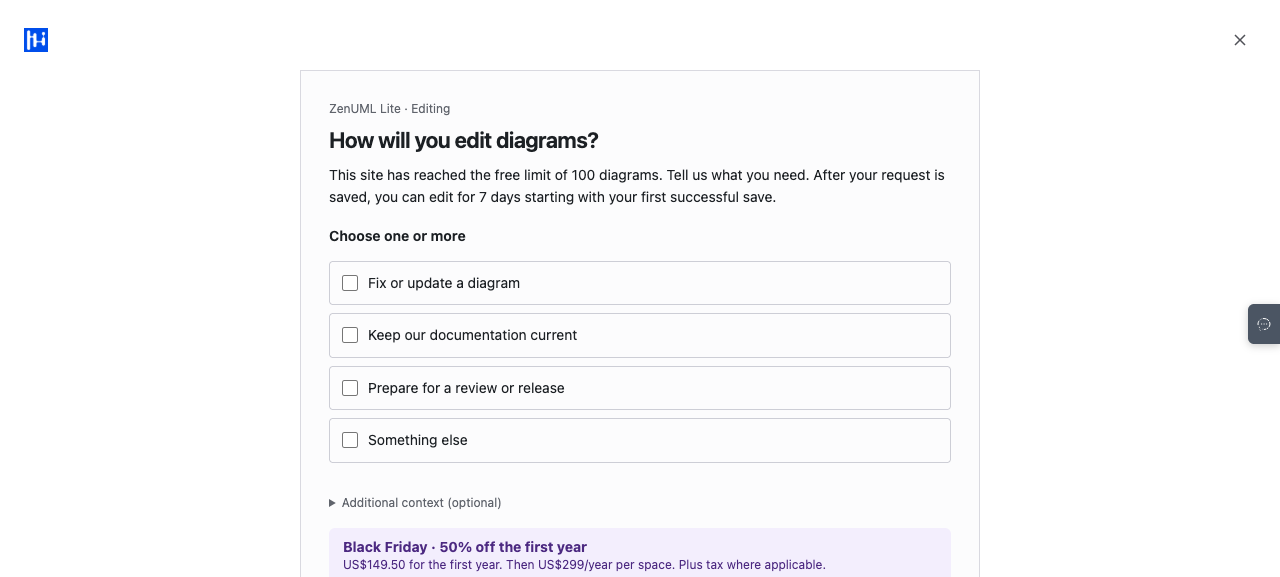 ZenUML Lite · Editing
How will you edit diagrams?
This site has reached the free limit of 100 diagrams. Tell us what you need. After your request is
saved, you can edit for 7 days starting with your first successful save.
Choose one or more
Fix or update a diagram
Keep our documentation current
Prepare for a review or release
Something else
Additional context (optional)
Black Friday · 50% off the first year
US$149.50 for the first year. Then US$299/year per space. Plus tax where applicable.